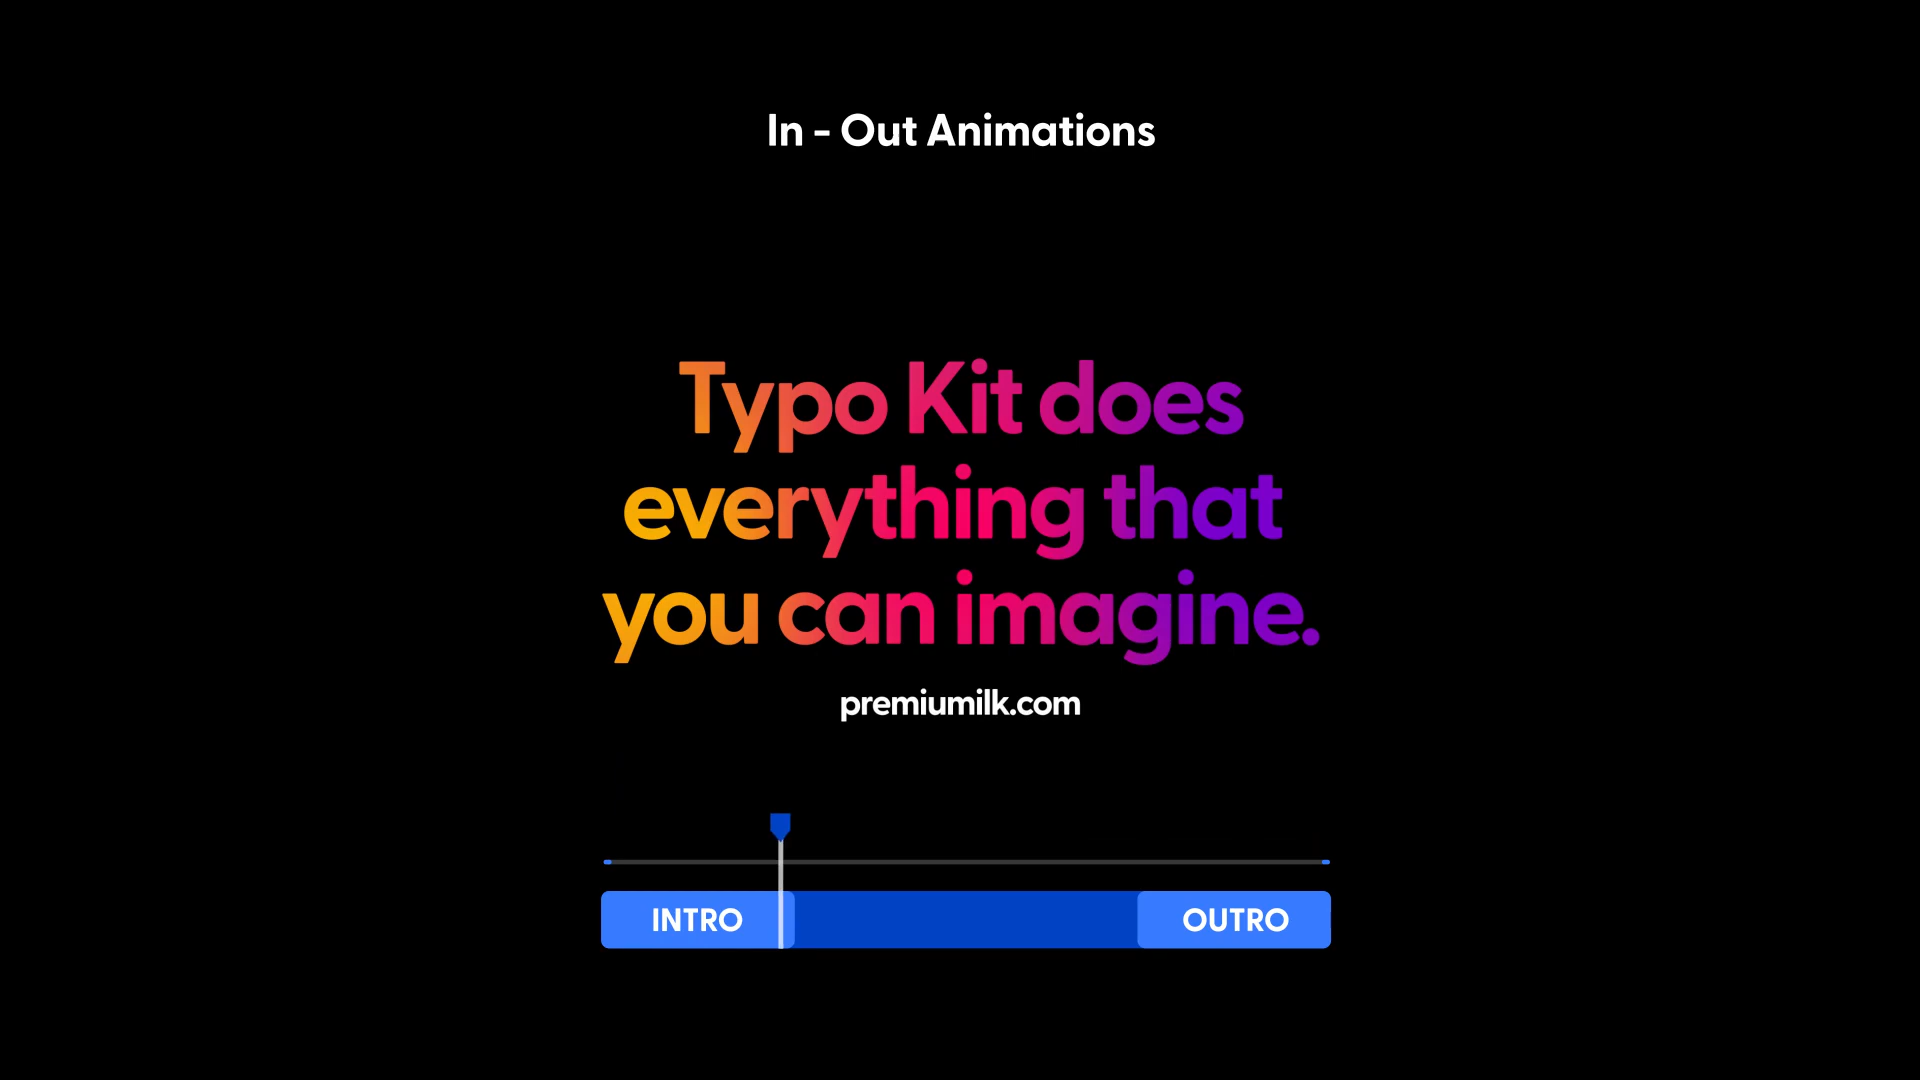 In - Out Animations
Typo Kit does
everything that
you can imagine.
premiumilk.com
INTRO
OUTRO